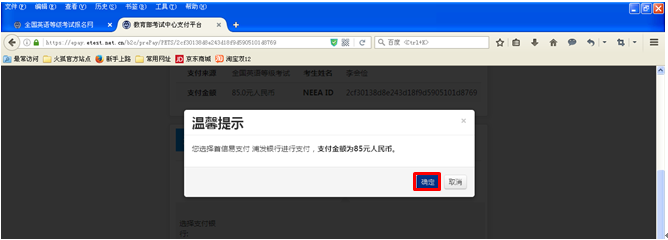 文件(F) 编辑(E) 查看(V) 历史(S) 书签(B) 工具(T) 帮助(H)
全国英语等级考试报名网 教育部考试中心支付平台
https://epay.etest.net.cn/b2c/prePay/PETS/2cf30138d8e243d18f9d5905101d8769 百度 <Ctrl+K>
最常访问 火狐官方站点 新手上路 常用网址 京东商城 淘宝双12
支付来源 全国英语等级考试 考生姓名
支付金额 85.0元人民币 NEEA ID 2cf30138d8e243d18f9d5905101d8769
温馨提示 ×
您选择首信息支付 浦发银行进行支付，支付金额为85元人民币。
确定 取消
选择支付银
行: